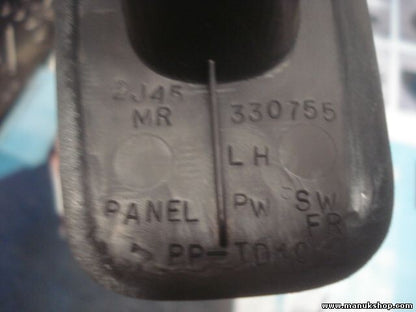 2J45
MR 330755
LH
PANEL PW SW
FR
>PP-TD10<
www.manukshop.com